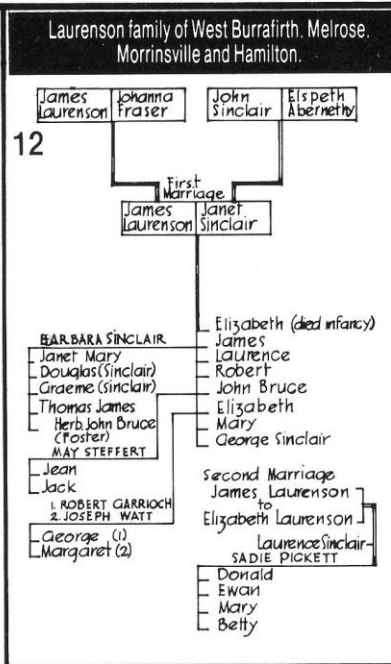 Laurenson family of West Burrafirth, Melrose,
Morrinsville and Hamilton.
James Laurenson
Johanna Fraser
John Sinclair
Elspeth Abernethy
12
First
Marriage
James Laurenson
Janet Sinclair
Elizabeth (died infancy)
James
Laurence
Robert
John Bruce
Elizabeth
Mary
George Sinclair
BARBARA SINCLAIR
Janet Mary
Douglas (Sinclair)
Graeme (Sinclair)
Thomas James
Herb. John Bruce
(Foster)
MAY STEFFERT
Jean
Jack
1. ROBERT GARRIOCH
2. JOSEPH WATT
George (1)
Margaret (2)
Second Marriage
James Laurenson
to
Elizabeth Laurenson
Laurence Sinclair
SADIE PICKETT
Donald
Ewan
Mary
Betty